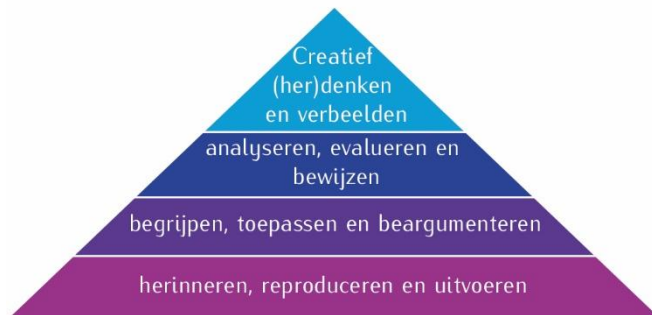 Creatief
(her)denken
en verbeelden
analyseren, evalueren en
bewijzen
begrijpen, toepassen en beargumenteren
herinneren, reproduceren en uitvoeren